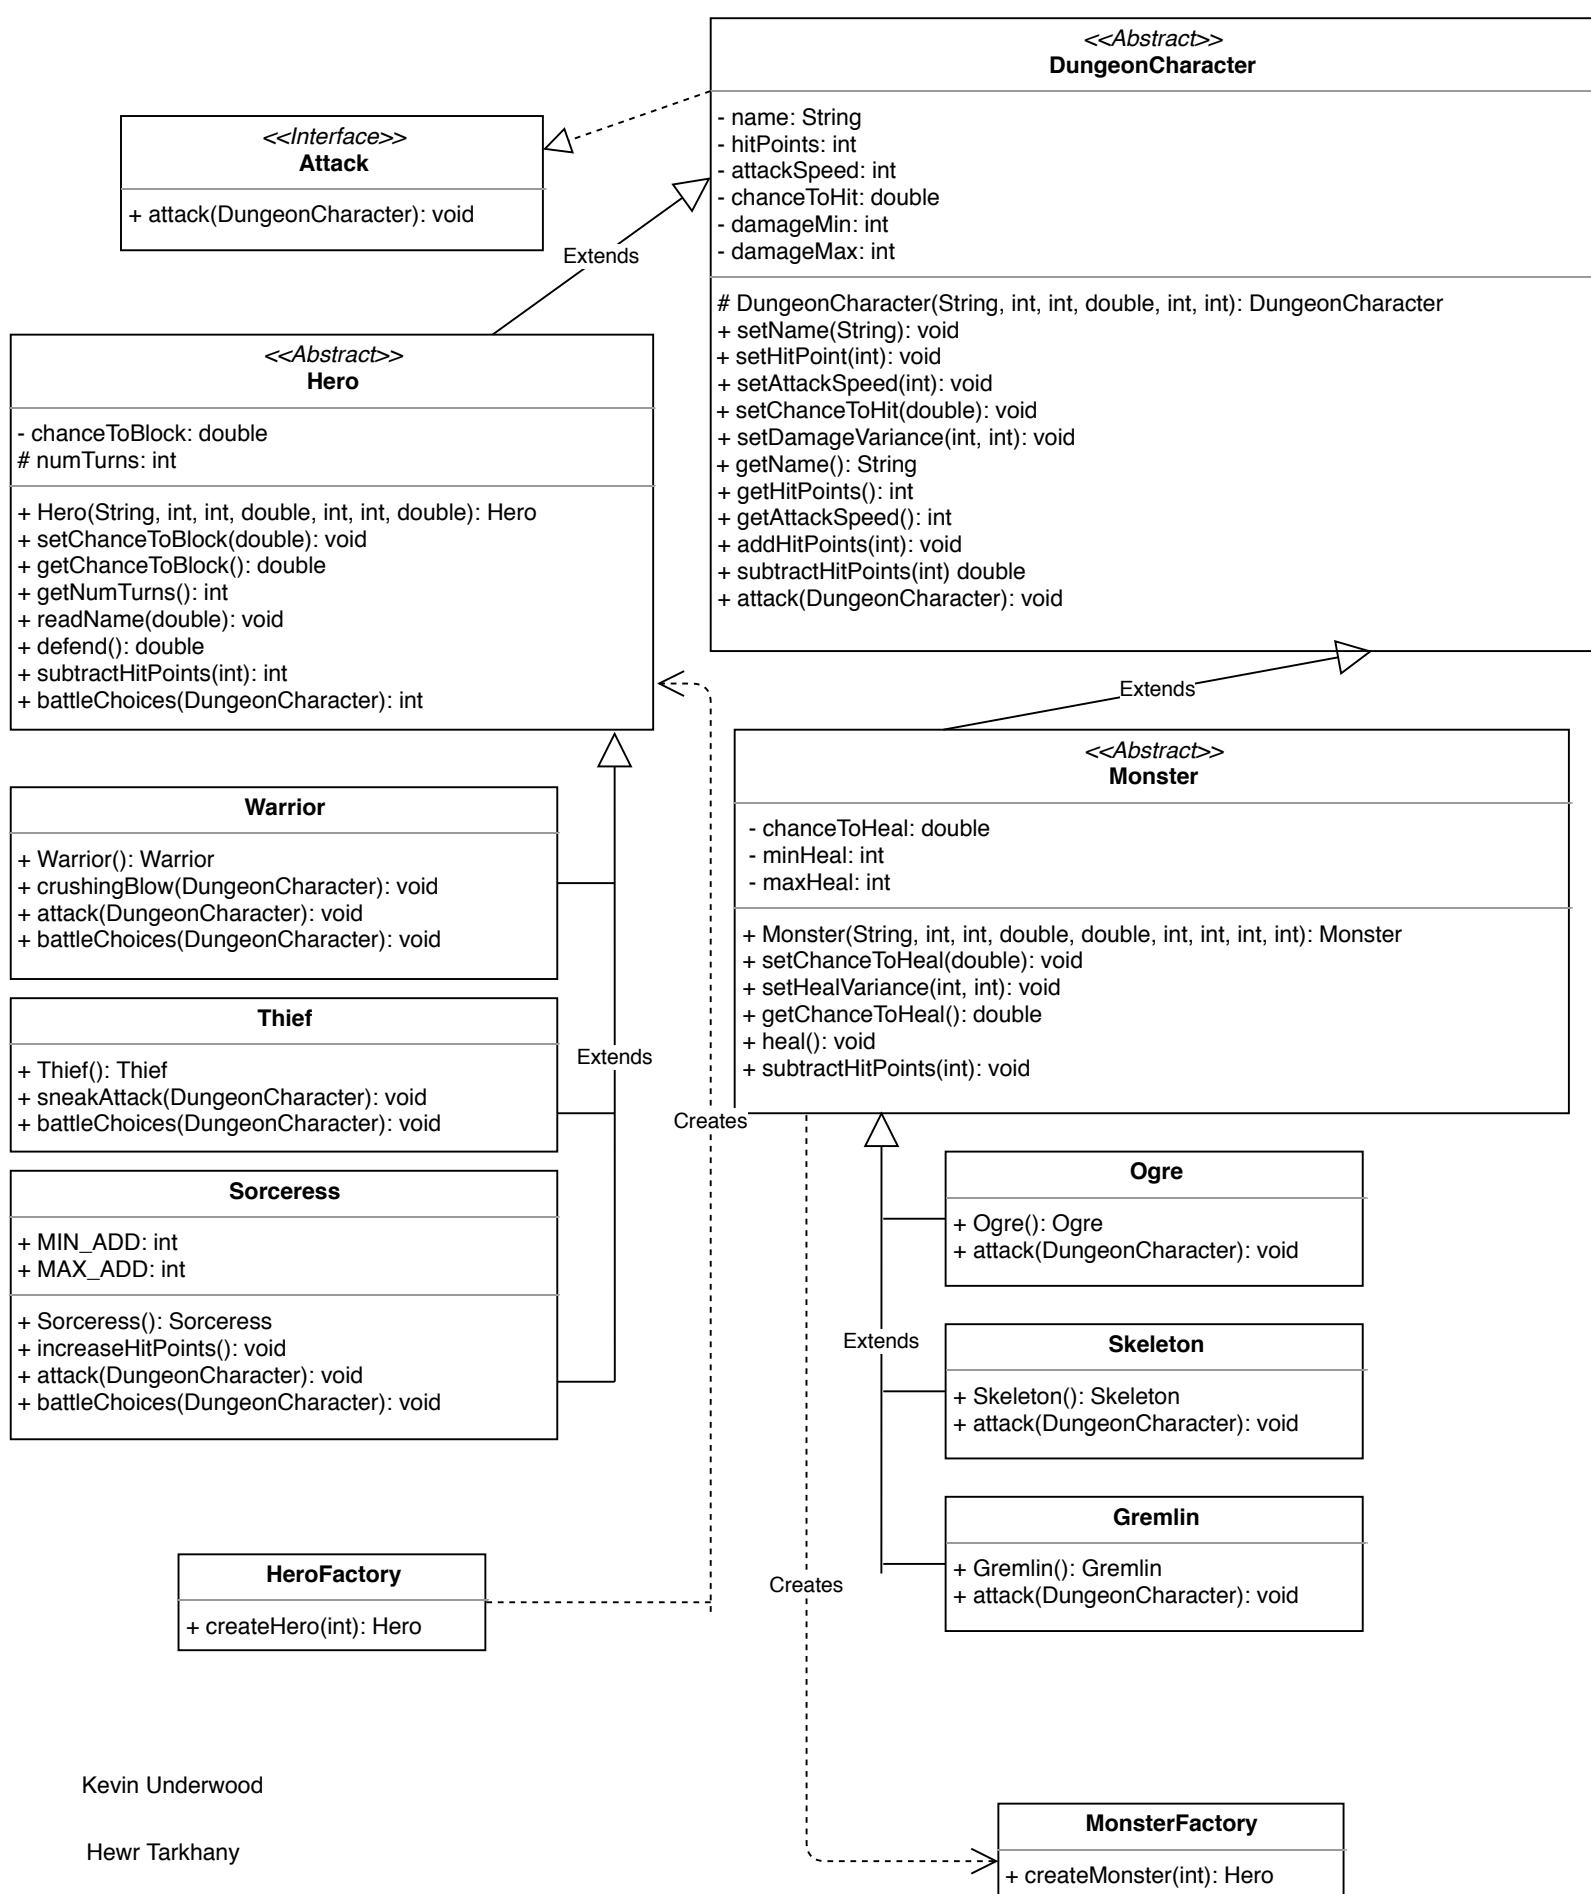 <<Abstract>>
DungeonCharacter
- name: String
- hitPoints: int
- attackSpeed: int
- chanceToHit: double
- damageMin: int
- damageMax: int
# DungeonCharacter(String, int, int, double, int, int): DungeonCharacter
+ setName(String): void
+ setHitPoint(int): void
+ setAttackSpeed(int): void
+ setChanceToHit(double): void
+ setDamageVariance(int, int): void
+ getName(): String
+ getHitPoints(): int
+ getAttackSpeed(): int
+ addHitPoints(int): void
+ subtractHitPoints(int) double
+ attack(DungeonCharacter): void
<<Interface>>
Attack
+ attack(DungeonCharacter): void
Extends
<<Abstract>>
Hero
- chanceToBlock: double
# numTurns: int
+ Hero(String, int, int, double, int, int, double): Hero
+ setChanceToBlock(double): void
+ getChanceToBlock(): double
+ getNumTurns(): int
+ readName(double): void
+ defend(): double
+ subtractHitPoints(int): int
+ battleChoices(DungeonCharacter): int
Extends
<<Abstract>>
Monster
- chanceToHeal: double
- minHeal: int
- maxHeal: int
+ Monster(String, int, int, double, double, int, int, int, int): Monster
+ setChanceToHeal(double): void
+ setHealVariance(int, int): void
+ getChanceToHeal(): double
+ heal(): void
+ subtractHitPoints(int): void
Warrior
+ Warrior(): Warrior
+ crushingBlow(DungeonCharacter): void
+ attack(DungeonCharacter): void
+ battleChoices(DungeonCharacter): void
Thief
+ Thief(): Thief
+ sneakAttack(DungeonCharacter): void
+ battleChoices(DungeonCharacter): void
Extends
Creates
Sorceress
+ MIN_ADD: int
+ MAX_ADD: int
+ Sorceress(): Sorceress
+ increaseHitPoints(): void
+ attack(DungeonCharacter): void
+ battleChoices(DungeonCharacter): void
Ogre
+ Ogre(): Ogre
+ attack(DungeonCharacter): void
Extends
Skeleton
+ Skeleton(): Skeleton
+ attack(DungeonCharacter): void
Gremlin
+ Gremlin(): Gremlin
+ attack(DungeonCharacter): void
HeroFactory
+ createHero(int): Hero
Creates
Kevin Underwood
Hewr Tarkhany
MonsterFactory
+ createMonster(int): Hero